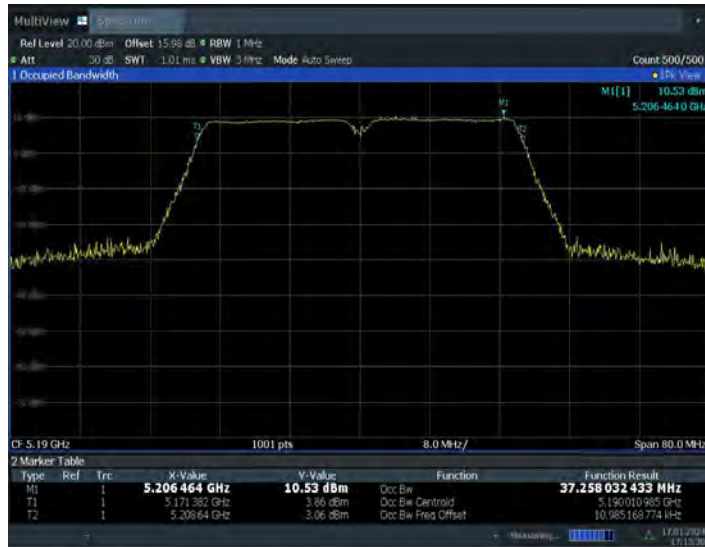 MultiView Spectrum
Ref Level 20.00 dBm Offset 15.98 dB RBW 1 MHz
Att 30 dB SWT 1.01 ms VBW 3 MHz Mode Auto Sweep Count 500/500
1 Occupied Bandwidth 1Pk View
M1[1] 10.53 dBm
5.206 464 0 GHz
M1
T1
T2
CF 5.19 GHz 1001 pts 8.0 MHz/ Span 80.0 MHz
2 Marker Table
Type Ref Trc X-Value Y-Value Function Function Result
M1 1 5.206 464 GHz 10.53 dBm Occ Bw 37.258 032 433 MHz
T1 1 5.171 382 GHz 3.86 dBm Occ Bw Centroid 5.190 010 985 GHz
T2 1 5.208 64 GHz 3.06 dBm Occ Bw Freq Offset 10.985 168 774 kHz
Measuring...